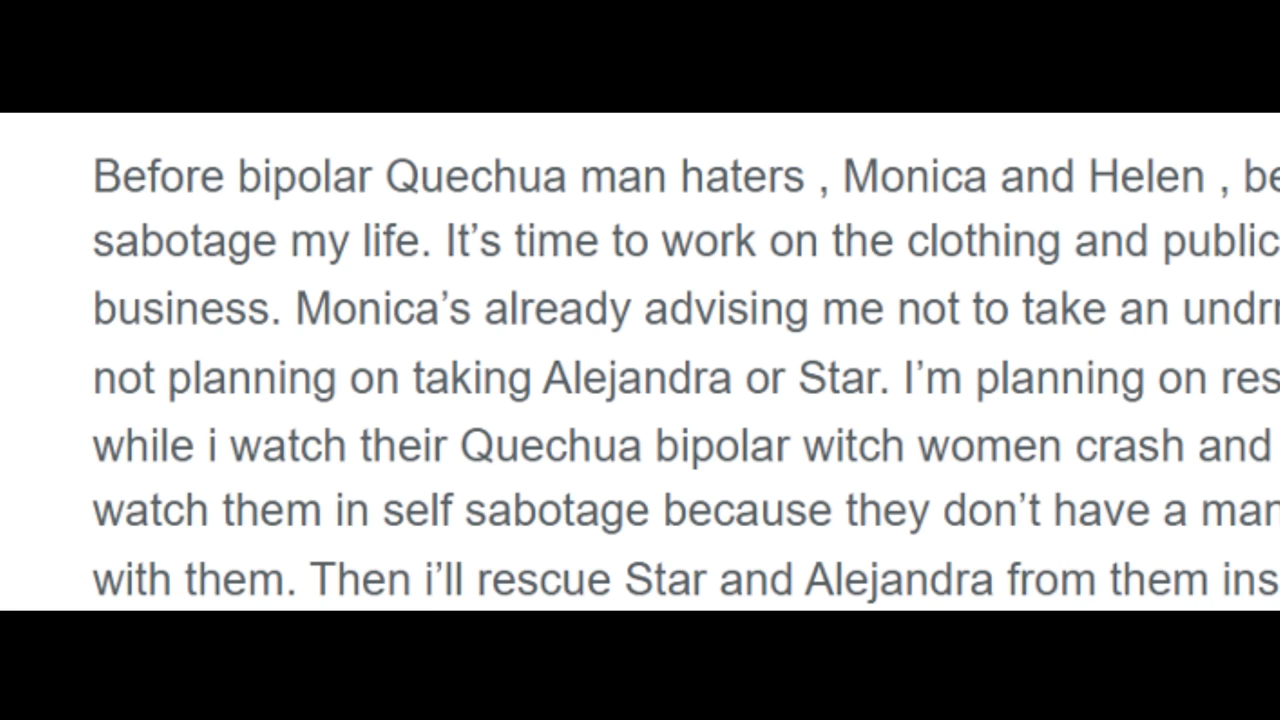 Before bipolar Quechua man haters , Monica and Helen , be
sabotage my life. It’s time to work on the clothing and public
business. Monica’s already advising me not to take an undr
not planning on taking Alejandra or Star. I’m planning on res
while i watch their Quechua bipolar witch women crash and
watch them in self sabotage because they don’t have a man
with them. Then i’ll rescue Star and Alejandra from them ins